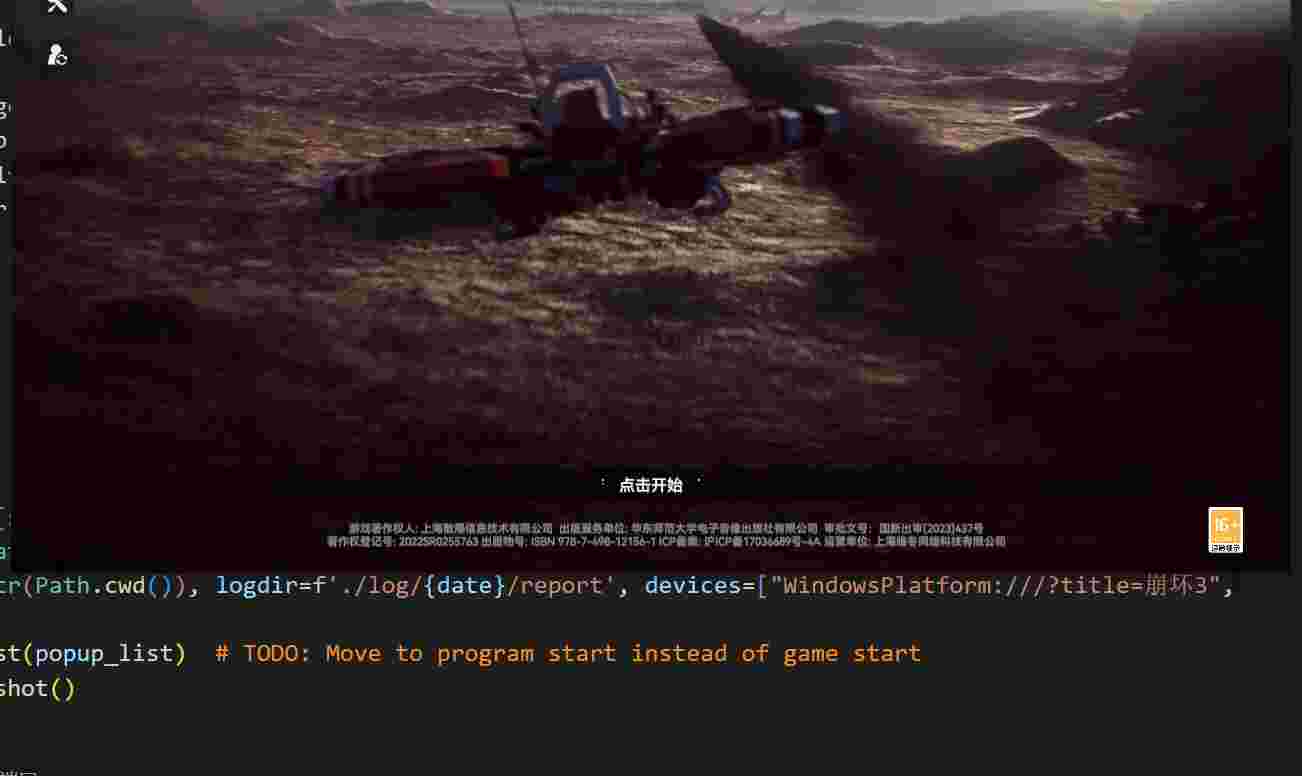 点击开始
游戏著作权人: 上海散爆信息技术有限公司 出版服务单位: 华东师范大学电子音像出版社有限公司 审批文号: 国新出审[2023]437号
著作权登记号: 2022SR0255763 出版物号: ISBN 978-7-498-12156-1 ICP备案: 沪ICP备17036689号-4A 运营单位: 上海暗冬网络科技有限公司
16+
适龄提示
tr(Path.cwd()), logdir=f'./log/{date}/report', devices=["WindowsPlatform:///?title=崩坏3",
st(popup_list) # TODO: Move to program start instead of game start
shot()